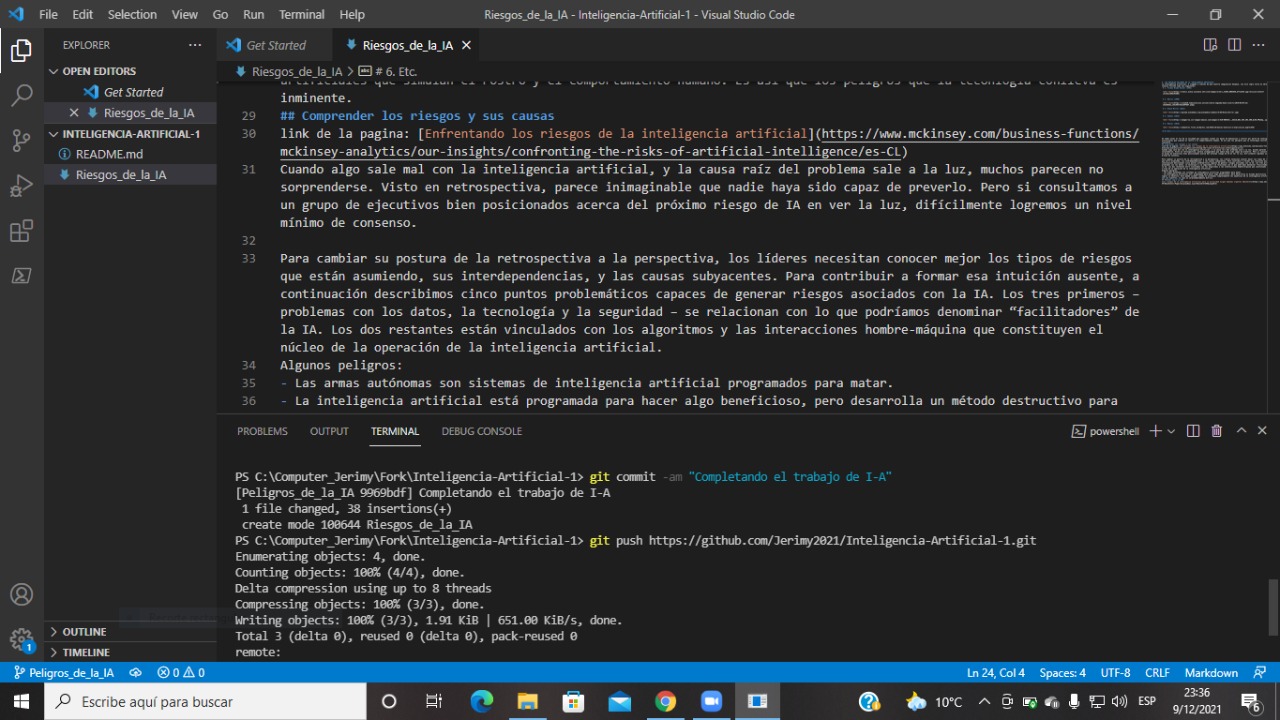 File Edit Selection View Go Run Terminal Help
Riesgos_de_la_IA - Inteligencia-Artificial-1 - Visual Studio Code
EXPLORER
OPEN EDITORS
Get Started
Riesgos_de_la_IA
INTELIGENCIA-ARTIFICIAL-1
README.md
Riesgos_de_la_IA
OUTLINE
TIMELINE
Get Started
Riesgos_de_la_IA
Riesgos_de_la_IA > # 6. Etc.
inminente.
29 ## Comprender los riesgos y sus causas
30 link de la pagina: [Enfrentando los riesgos de la inteligencia artificial](https://www.mckinsey.com/business-functions/
mckinsey-analytics/our-insights/confronting-the-risks-of-artificial-intelligence/es-CL)
31 Cuando algo sale mal con la inteligencia artificial, y la causa raíz del problema sale a la luz, muchos parecen no
sorprenderse. Visto en retrospectiva, parece inimaginable que nadie haya sido capaz de preverlo. Pero si consultamos a
un grupo de ejecutivos bien posicionados acerca del próximo riesgo de IA en ver la luz, difícilmente logremos un nivel
mínimo de consenso.
32
33 Para cambiar su postura de la retrospectiva a la perspectiva, los líderes necesitan conocer mejor los tipos de riesgos
que están asumiendo, sus interdependencias, y las causas subyacentes. Para contribuir a formar esa intuición ausente, a
continuación describimos cinco puntos problemáticos capaces de generar riesgos asociados con la IA. Los tres primeros –
problemas con los datos, la tecnología y la seguridad – se relacionan con lo que podríamos denominar “facilitadores” de
la IA. Los dos restantes están vinculados con los algoritmos y las interacciones hombre-máquina que constituyen el
núcleo de la operación de la inteligencia artificial.
34 Algunos peligros:
35 - Las armas autónomas son sistemas de inteligencia artificial programados para matar.
36 - La inteligencia artificial está programada para hacer algo beneficioso, pero desarrolla un método destructivo para
PROBLEMS OUTPUT TERMINAL DEBUG CONSOLE
powershell
PS C:\Computer_Jerimy\Fork\Inteligencia-Artificial-1> git commit -am "Completando el trabajo de I-A"
[Peligros_de_la_IA 9969bdf] Completando el trabajo de I-A
1 file changed, 38 insertions(+)
create mode 100644 Riesgos_de_la_IA
PS C:\Computer_Jerimy\Fork\Inteligencia-Artificial-1> git push https://github.com/Jerimy2021/Inteligencia-Artificial-1.git
Enumerating objects: 4, done.
Counting objects: 100% (4/4), done.
Delta compression using up to 8 threads
Compressing objects: 100% (3/3), done.
Writing objects: 100% (3/3), 1.91 KiB | 651.00 KiB/s, done.
Total 3 (delta 0), reused 0 (delta 0), pack-reused 0
remote:
1
Peligros_de_la_IA 0 0
Ln 24, Col 4 Spaces: 4 UTF-8 CRLF Markdown
Escribe aquí para buscar
10°C
ESP
23:36
9/12/2021
6